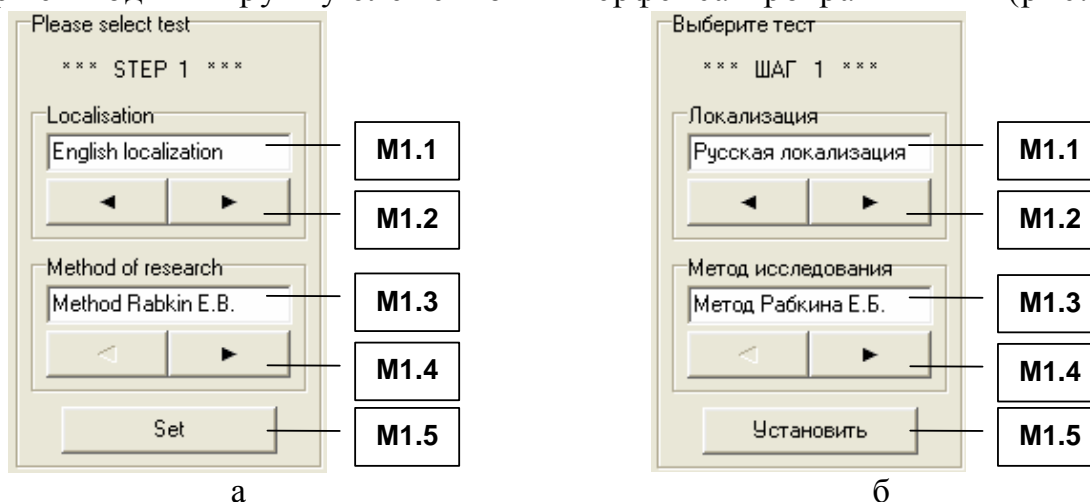 Please select test
*** STEP 1 ***
Localisation
English localization
M1.1
◄ ►
M1.2
Method of research
Method Rabkin E.B.
M1.3
◄ ►
M1.4
Set
M1.5
а
Выберите тест
*** ШАГ 1 ***
Локализация
Русская локализация
M1.1
◄ ►
M1.2
Метод исследования
Метод Рабкина Е.Б.
M1.3
◄ ►
M1.4
Установить
M1.5
б